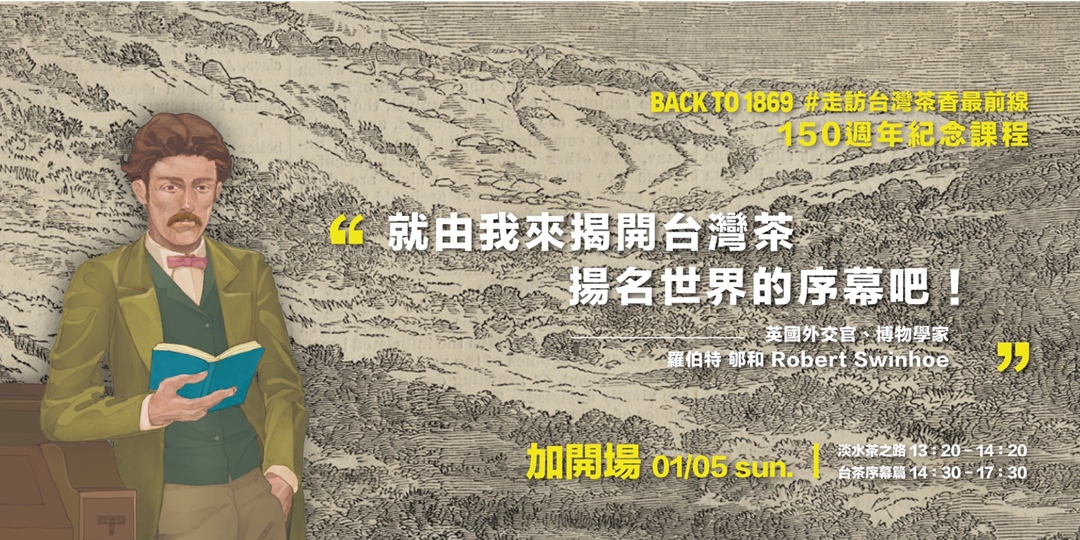 BACK TO 1869 #走訪台灣茶香最前線
150週年紀念課程
“ 就由我來揭開台灣茶
揚名世界的序幕吧！
英國外交官、博物學家
羅伯特 郇和 Robert Swinhoe ”
加開場 01/05 sun.
淡水茶之路 13：20 – 14：20
台茶序幕篇 14：30 – 17：30